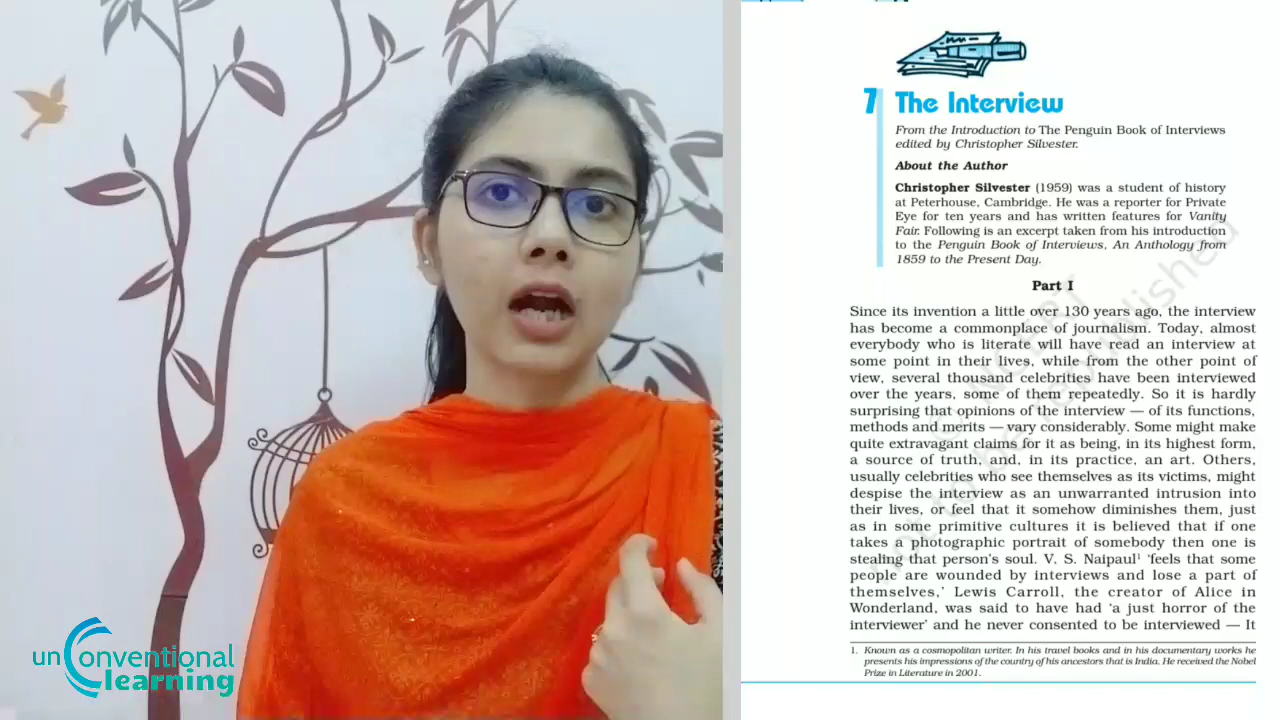 7 The Interview
From the Introduction to The Penguin Book of Interviews
edited by Christopher Silvester.
About the Author
Christopher Silvester (1959) was a student of history
at Peterhouse, Cambridge. He was a reporter for Private
Eye for ten years and has written features for Vanity
Fair. Following is an excerpt taken from his introduction
to the Penguin Book of Interviews, An Anthology from
1859 to the Present Day.
Part I
Since its invention a little over 130 years ago, the interview
has become a commonplace of journalism. Today, almost
everybody who is literate will have read an interview at
some point in their lives, while from the other point of
view, several thousand celebrities have been interviewed
over the years, some of them repeatedly. So it is hardly
surprising that opinions of the interview — of its functions,
methods and merits — vary considerably. Some might make
quite extravagant claims for it as being, in its highest form,
a source of truth, and, in its practice, an art. Others,
usually celebrities who see themselves as its victims, might
despise the interview as an unwarranted intrusion into
their lives, or feel that it somehow diminishes them, just
as in some primitive cultures it is believed that if one
takes a photographic portrait of somebody then one is
stealing that person's soul. V. S. Naipaul¹ 'feels that some
people are wounded by interviews and lose a part of
themselves,' Lewis Carroll, the creator of Alice in
Wonderland, was said to have had 'a just horror of the
interviewer' and he never consented to be interviewed — It
1. Known as a cosmopolitan writer. In his travel books and in his documentary works he
presents his impressions of the country of his ancestors that is India. He received the Nobel
Prize in Literature in 2001.
not to be republished
unConventional
learning